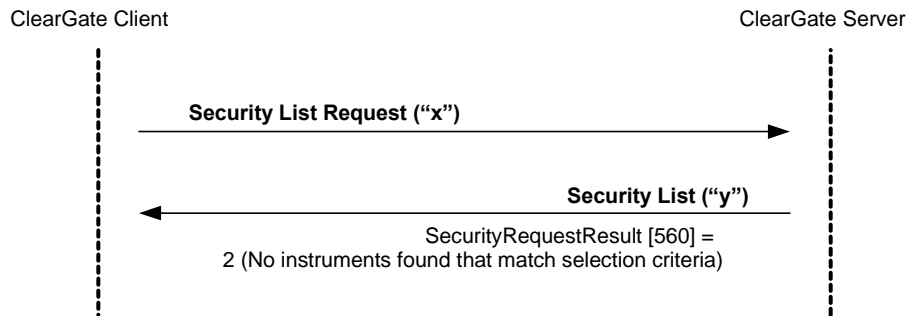 ClearGate Client
ClearGate Server
Security List Request (“x”)
Security List (“y”)
SecurityRequestResult [560] =
2 (No instruments found that match selection criteria)